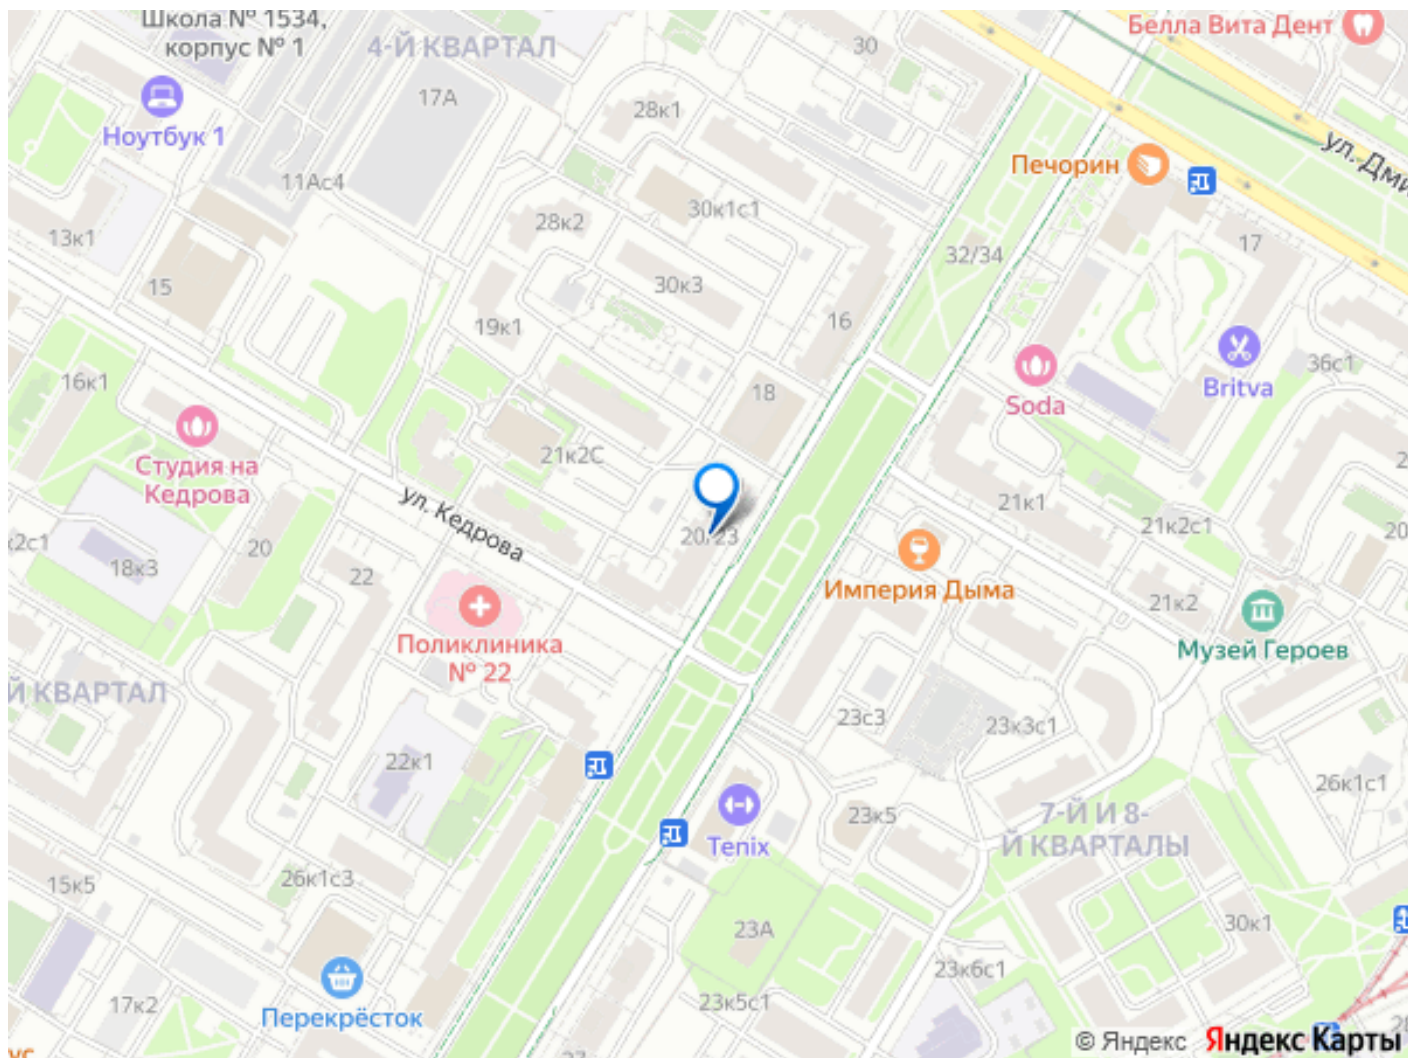 Школа № 1534,
корпус № 1
4-Й КВАРТАЛ
30
Белла Вита Дент
17А
28к1
Ноутбук 1
ул. Дми
Печорин
11Ас4
30к1с1
28к2
13к1
17
32/34
15
30к3
16
19к1
36с1
Britva
16к1
18
Soda
Студия на
Кедрова
21к2С
2
ул. Кедрова
21к1
21к2с1
20/23
20
к2с1
20
18к3
22
Империя Дыма
21к2
Поликлиника
№ 22
Музей Героев
Й КВАРТАЛ
23с3
23к3с1
22к1
26к1с1
23к5
7-Й И 8-
Й КВАРТАЛЫ
Tenix
26к1с3
15к5
23А
30к1
23к6с1
17к2
Перекрёсток
23к5с1
© Яндекс Яндекс Карты